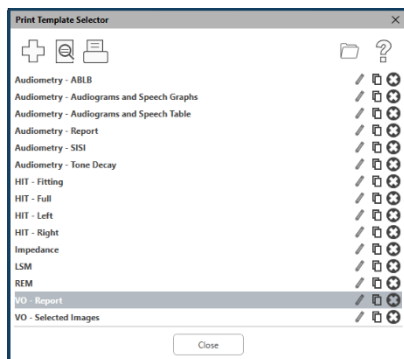 Print Template Selector
Audiometry - ABLB
Audiometry - Audiograms and Speech Graphs
Audiometry - Audiograms and Speech Table
Audiometry - Report
Audiometry - SISI
Audiometry - Tone Decay
HIT - Fitting
HIT - Full
HIT - Left
HIT - Right
Impedance
LSM
REM
VO - Report
VO - Selected Images
Close